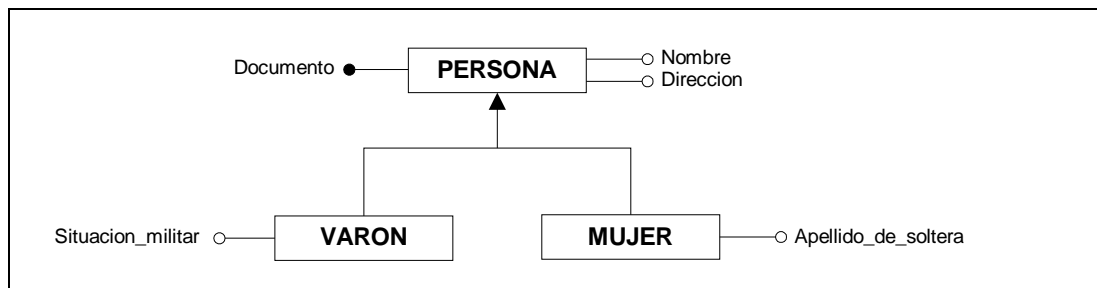 Nombre
Documento
PERSONA
Direccion
Situacion_militar
VARON
MUJER
Apellido_de_soltera